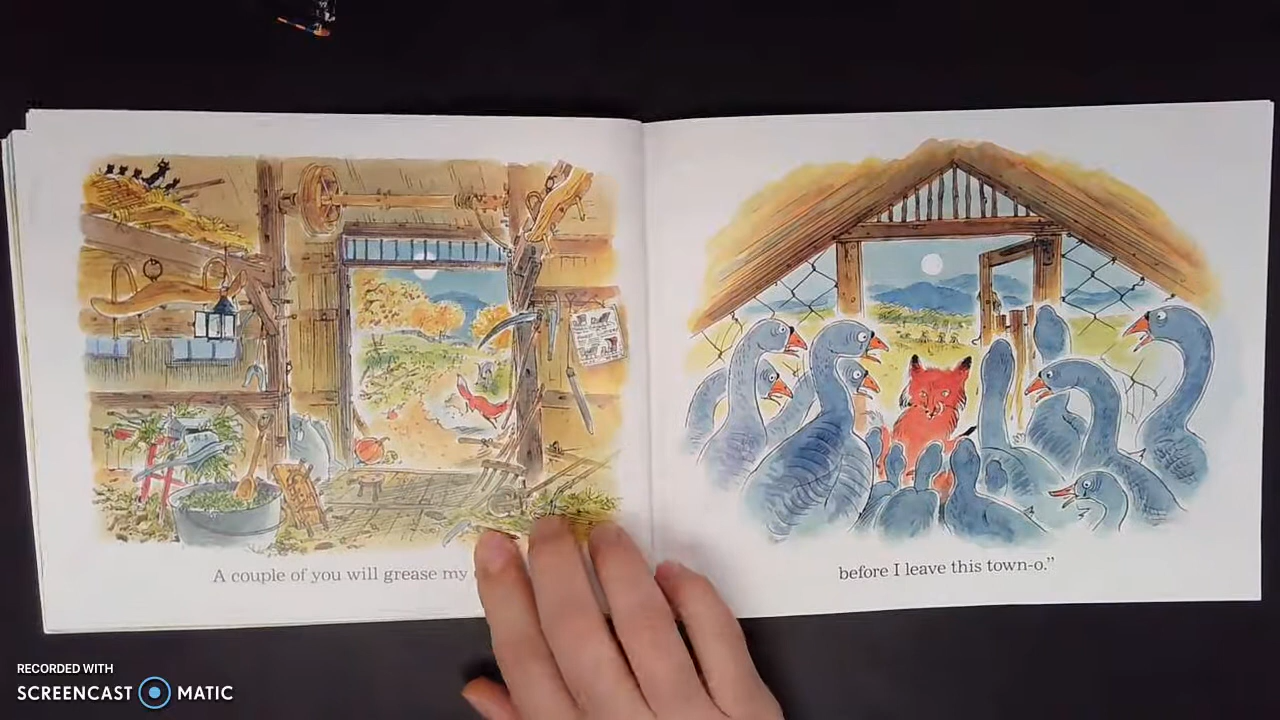 A couple of you will grease my
before I leave this town-o.”
RECORDED WITH
SCREENCAST MATIC